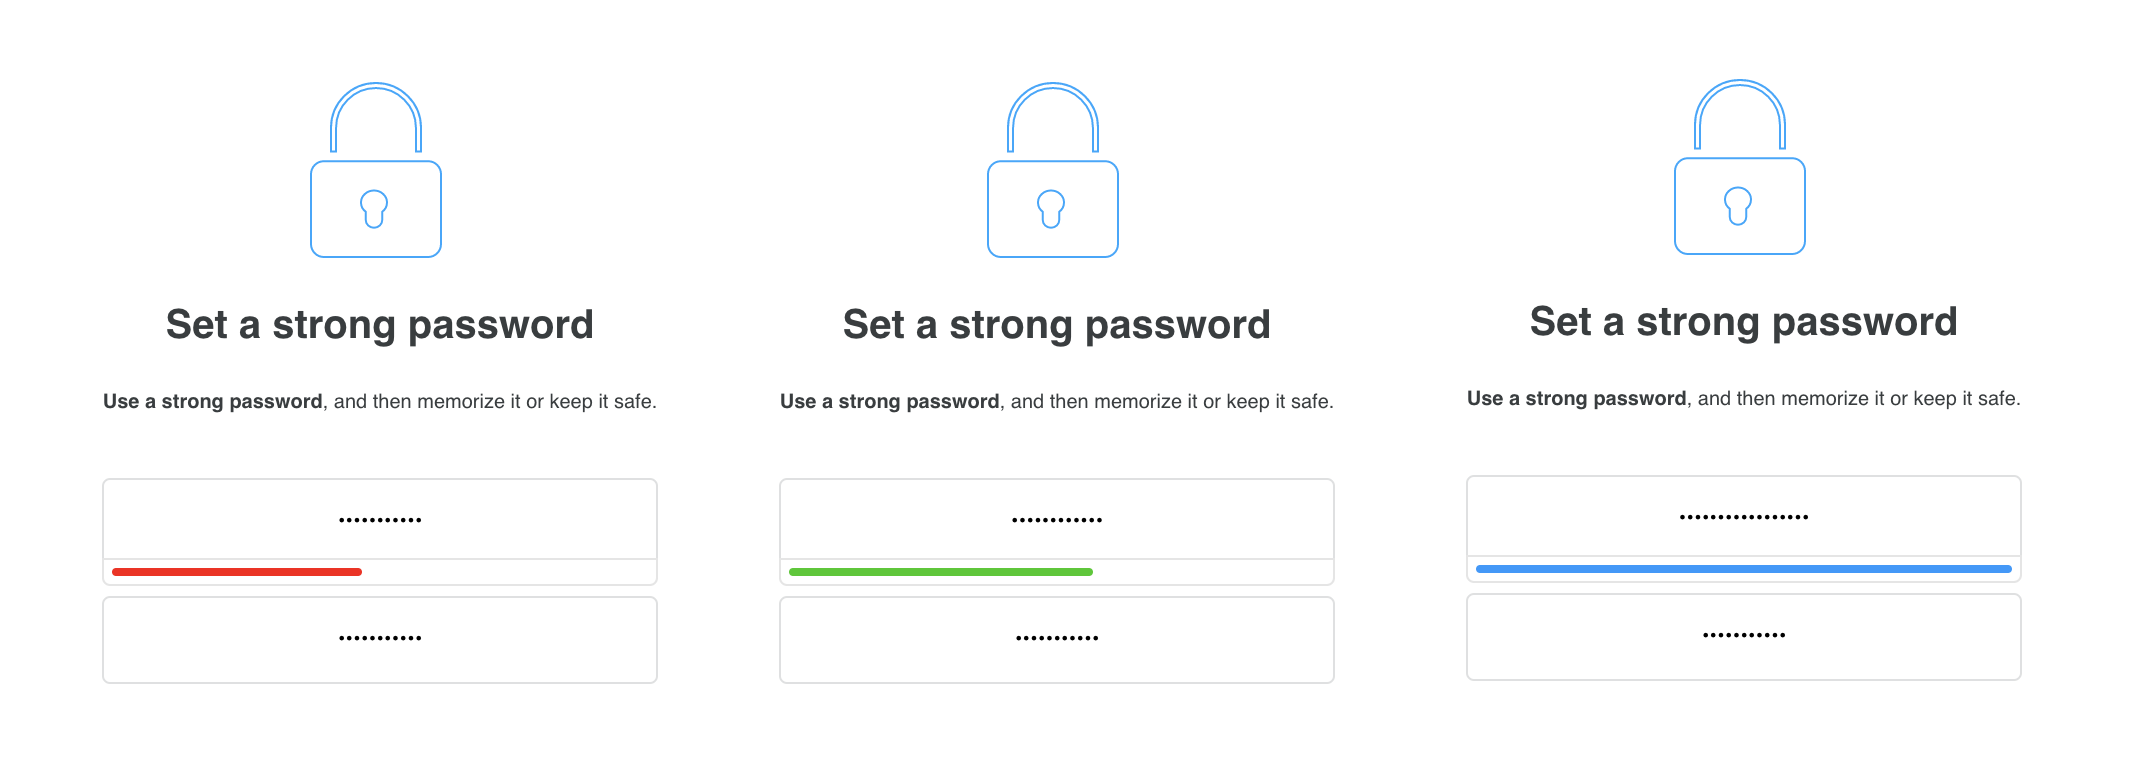 Set a strong password
Use a strong password, and then memorize it or keep it safe.
•••••••••••
•••••••••••
Set a strong password
Use a strong password, and then memorize it or keep it safe.
••••••••••••
•••••••••••
Set a strong password
Use a strong password, and then memorize it or keep it safe.
•••••••••••••••••
•••••••••••